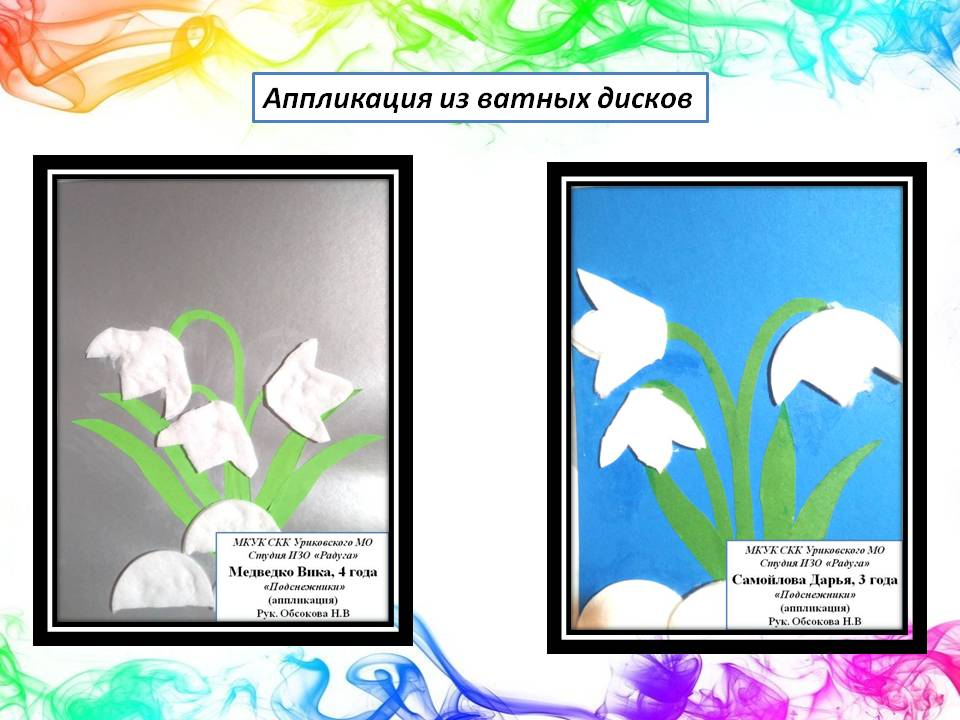 Аппликация из ватных дисков
МКУК СКК Уриковского МО
Студия ИЗО «Радуга»
Медведко Вика, 4 года
«Подснежники»
(аппликация)
Рук. Обсокова Н.В
МКУК СКК Уриковского МО
Студия ИЗО «Радуга»
Самойлова Дарья, 3 года
«Подснежники»
(аппликация)
Рук. Обсокова Н.В